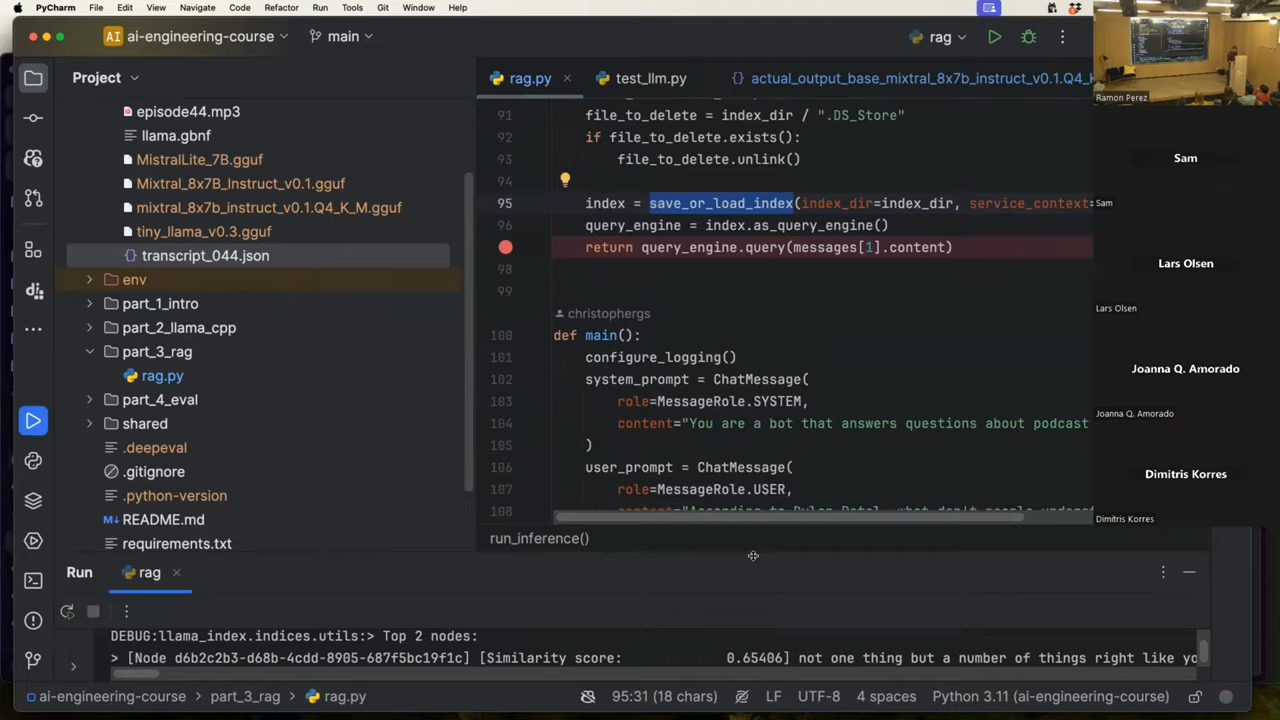 PyCharm File Edit View Navigate Code Refactor Run Tools Git Window Help
AI ai-engineering-course main rag
Project
episode44.mp3
llama.gbnf
MistralLite_7B.gguf
Mixtral_8x7B_Instruct_v0.1.gguf
mixtral_8x7b_instruct_v0.1.Q4_K_M.gguf
tiny_llama_v0.3.gguf
{} transcript_044.json
env
part_1_intro
part_2_llama_cpp
part_3_rag
rag.py
part_4_eval
shared
.deepeval
.gitignore
.python-version
M↓ README.md
requirements.txt
rag.py test_llm.py {} actual_output_base_mixtral_8x7b_instruct_v0.1.Q4_K
91 file_to_delete = index_dir / ".DS_Store"
92 if file_to_delete.exists():
93 file_to_delete.unlink()
94
95 index = save_or_load_index(index_dir=index_dir, service_context=
query_engine = index.as_query_engine()
return query_engine.query(messages[1].content)
98
99
christophergs
100 def main():
101 configure_logging()
102 system_prompt = ChatMessage(
103 role=MessageRole.SYSTEM,
104 content="You are a bot that answers questions about podcast
105 )
106 user_prompt = ChatMessage(
107 role=MessageRole.USER,
108
run_inference()
Run rag
DEBUG:llama_index.indices.utils:> Top 2 nodes:
> [Node d6b2c2b3-d68b-4cdd-8905-687f5bc19f1c] [Similarity score: 0.65406] not one thing but a number of things right like yo
ai-engineering-course part_3_rag rag.py 95:31 (18 chars) LF UTF-8 4 spaces Python 3.11 (ai-engineering-course)
Ramon Perez
Sam
Sam
Lars Olsen
Lars Olsen
Joanna Q. Amorado
Joanna Q. Amorado
Dimitris Korres
Dimitris Korres